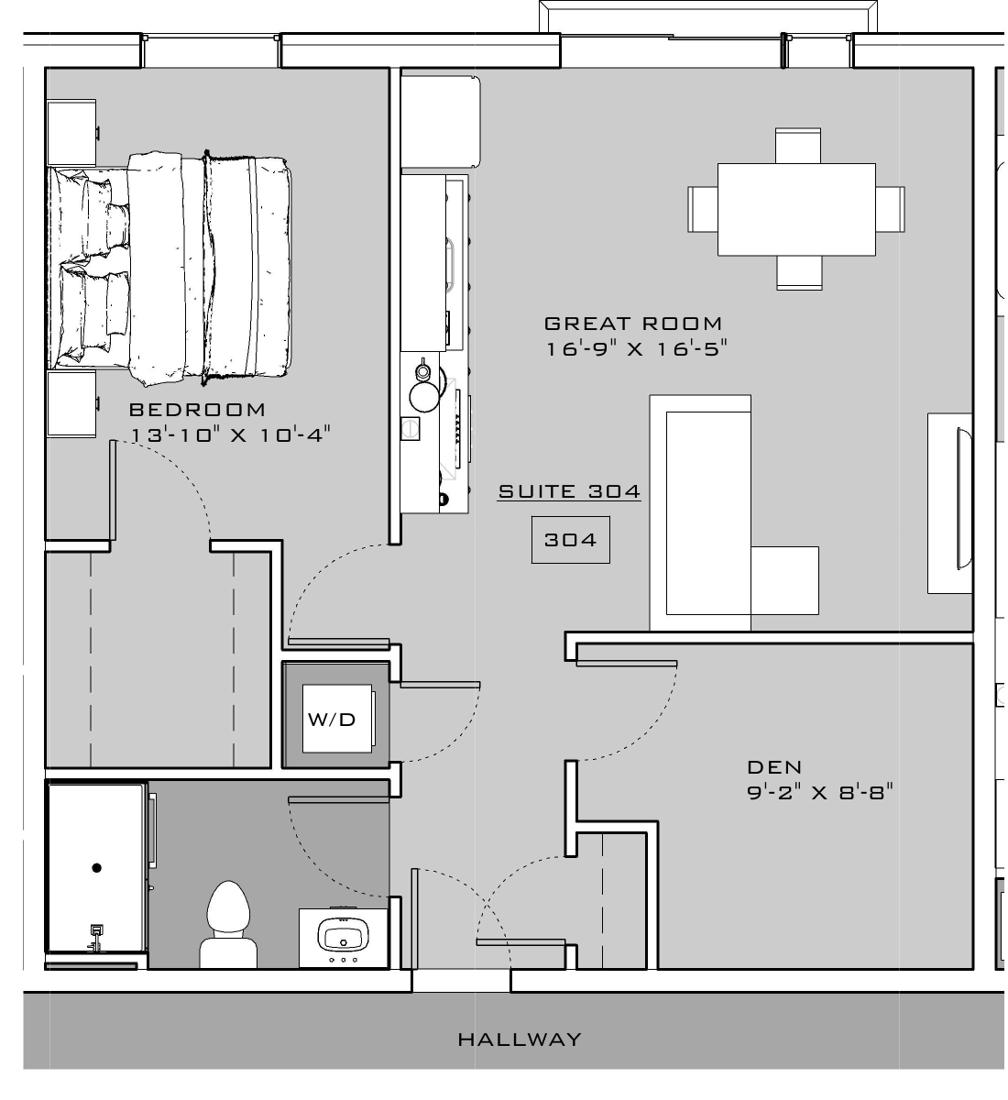 GREAT ROOM
16'-9" X 16'-5"
BEDROOM
13'-10" X 10'-4"
SUITE 304
304
W/D
DEN
9'-2" X 8'-8"
HALLWAY